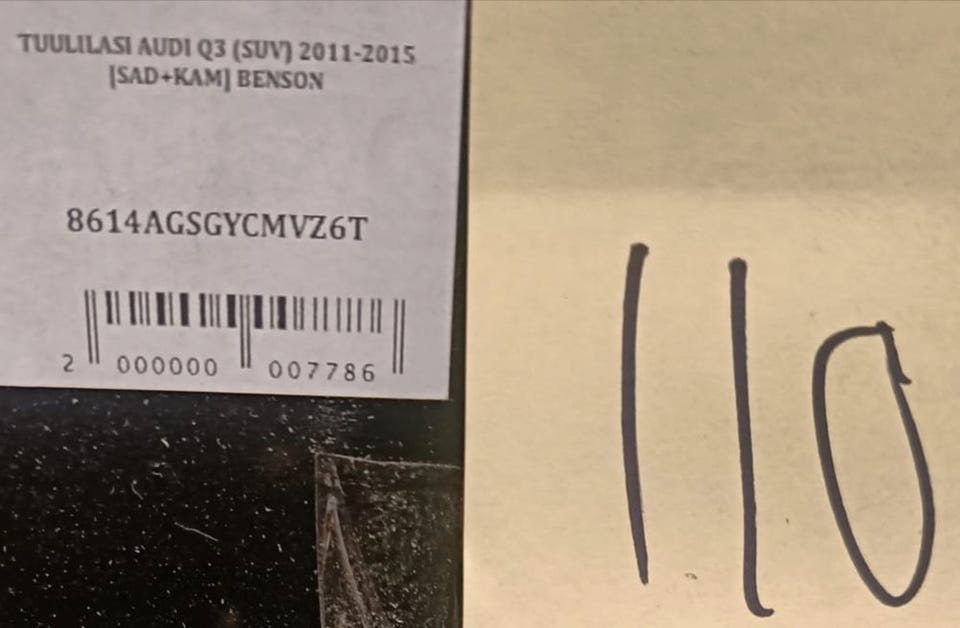 TUULILASI AUDI Q3 (SUV) 2011-2015
[SAD+KAM] BENSON
8614AGSGYCMVZ6T
2 000000 007786
110